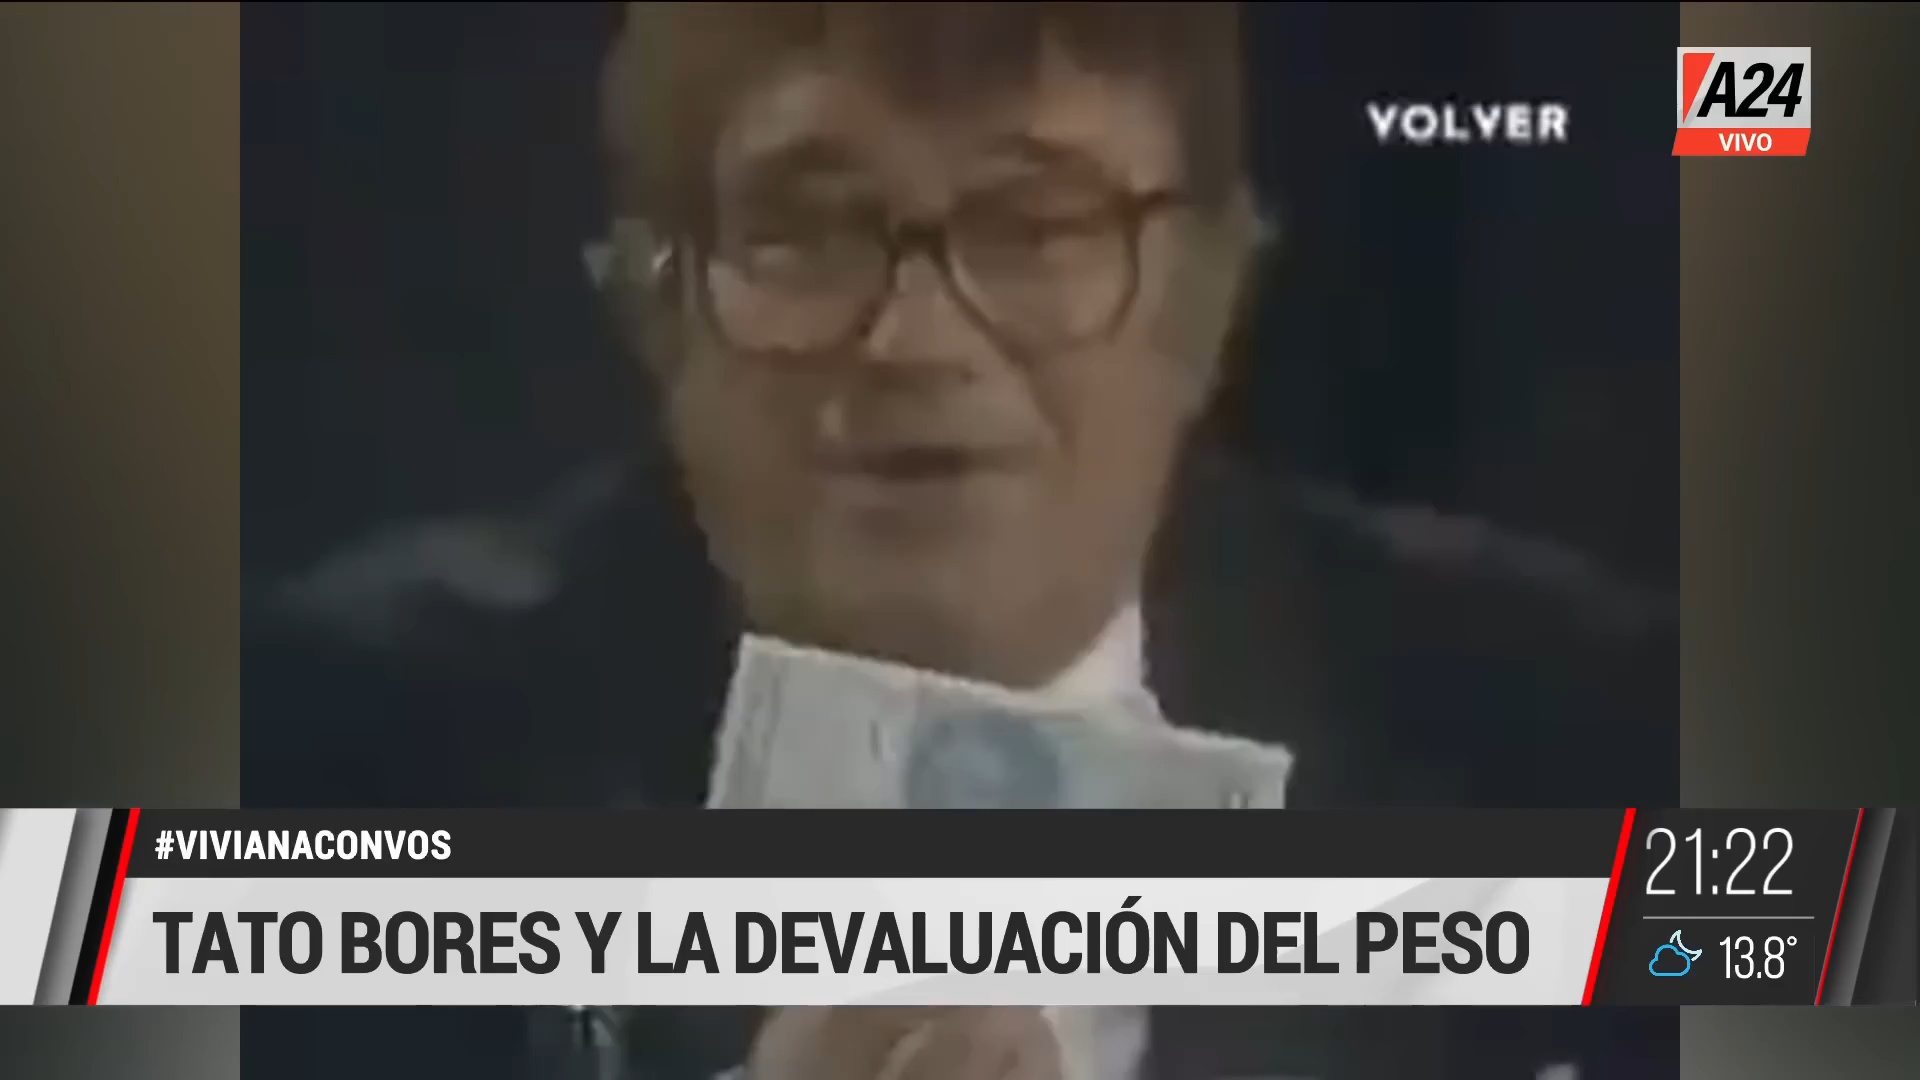 VOLVER
A24
VIVO
#VIVIANACONVOS
21:22
TATO BORES Y LA DEVALUACIÓN DEL PESO
13.8°